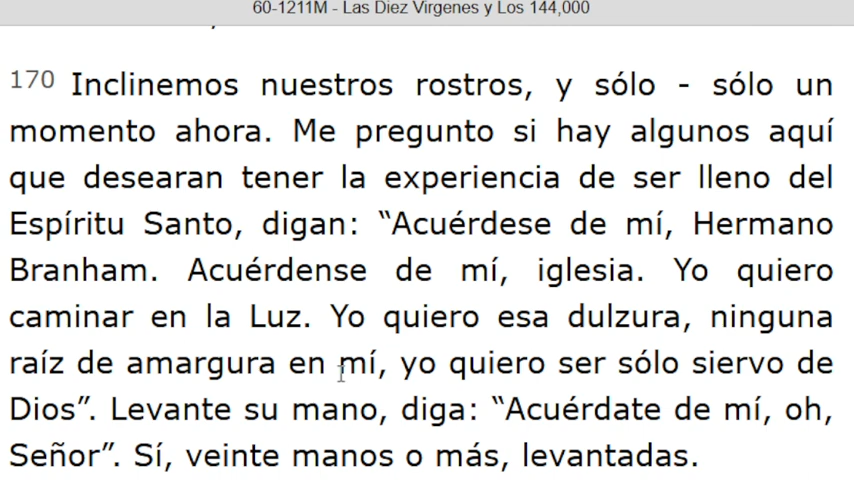 60-1211M - Las Diez Virgenes y Los 144,000
170 Inclinemos nuestros rostros, y sólo - sólo un
momento ahora. Me pregunto si hay algunos aquí
que desearan tener la experiencia de ser lleno del
Espíritu Santo, digan: “Acuérdese de mí, Hermano
Branham. Acuérdense de mí, iglesia. Yo quiero
caminar en la Luz. Yo quiero esa dulzura, ninguna
raíz de amargura en mí, yo quiero ser sólo siervo de
Dios”. Levante su mano, diga: “Acuérdate de mí, oh,
Señor”. Sí, veinte manos o más, levantadas.